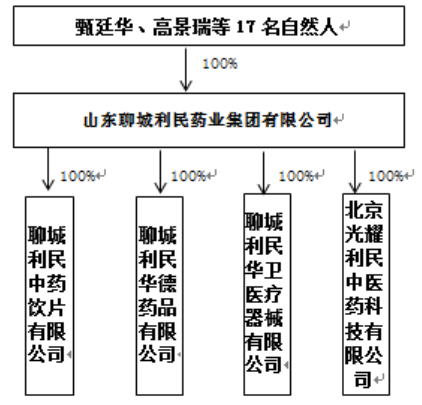 甄廷华、高景瑞等 17 名自然人
100%
山东聊城利民药业集团有限公司
100%
100%
100%
100%
聊城
利民
中药
饮片
有限
公司
聊城
利民
华德
药品
有限
公司
聊城
利民
华卫
医疗
器械
有限
公司
北京
光耀
利民
中医
药科
技有
限公
司